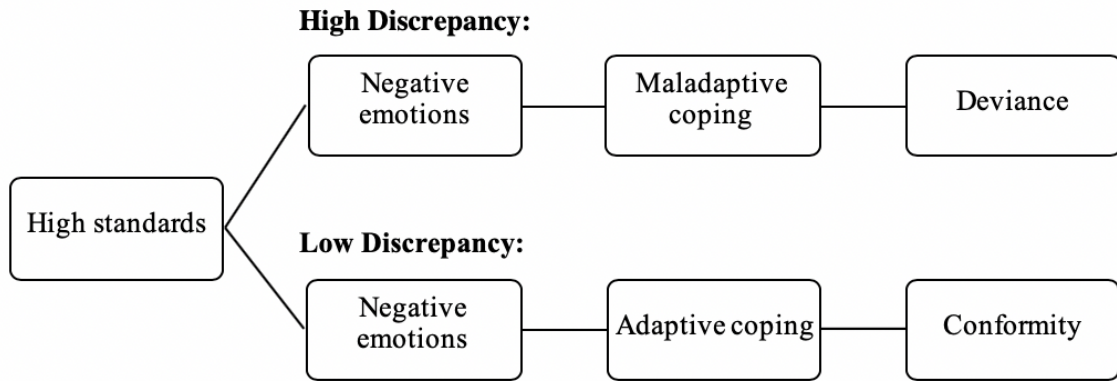 High Discrepancy:
Negative
emotions
Maladaptive
coping
Deviance
High standards
Low Discrepancy:
Negative
emotions
Adaptive coping
Conformity